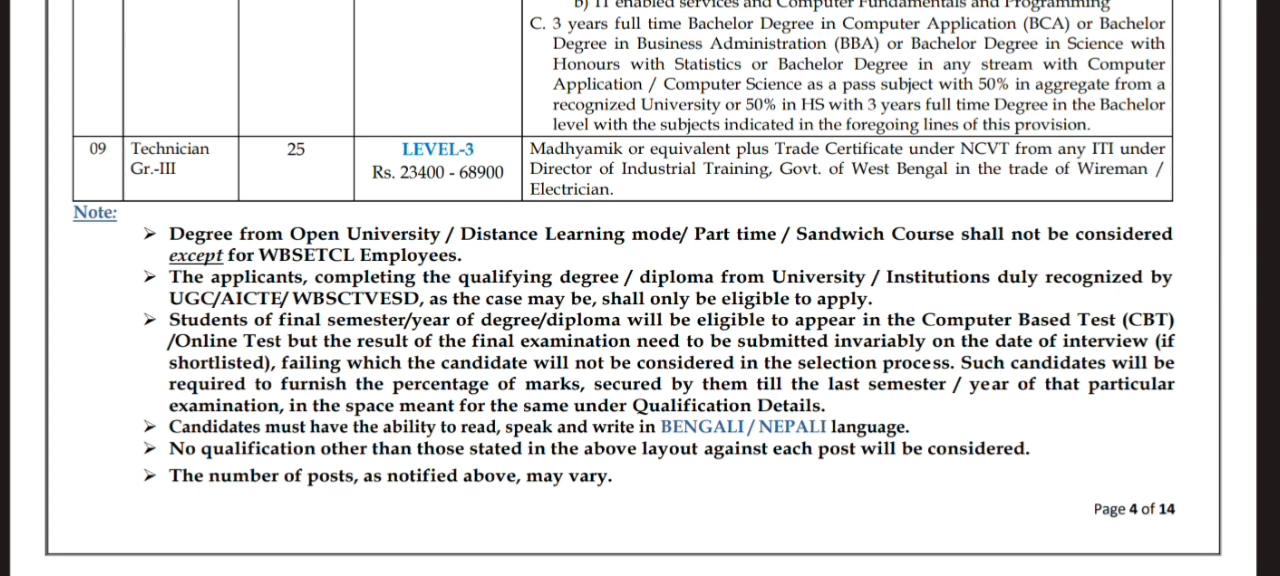 b) IT enabled services and Computer Fundamentals and Programming
C. 3 years full time Bachelor Degree in Computer Application (BCA) or Bachelor
Degree in Business Administration (BBA) or Bachelor Degree in Science with
Honours with Statistics or Bachelor Degree in any stream with Computer
Application / Computer Science as a pass subject with 50% in aggregate from a
recognized University or 50% in HS with 3 years full time Degree in the Bachelor
level with the subjects indicated in the foregoing lines of this provision.
09 Technician 25 LEVEL-3 Madhyamik or equivalent plus Trade Certificate under NCVT from any ITI under
Gr.-III Rs. 23400 - 68900 Director of Industrial Training, Govt. of West Bengal in the trade of Wireman /
Electrician.
Note:
➢ Degree from Open University / Distance Learning mode/ Part time / Sandwich Course shall not be considered
except for WBSETCL Employees.
➢ The applicants, completing the qualifying degree / diploma from University / Institutions duly recognized by
UGC/AICTE/ WBSCTVESD, as the case may be, shall only be eligible to apply.
➢ Students of final semester/year of degree/diploma will be eligible to appear in the Computer Based Test (CBT)
/Online Test but the result of the final examination need to be submitted invariably on the date of interview (if
shortlisted), failing which the candidate will not be considered in the selection process. Such candidates will be
required to furnish the percentage of marks, secured by them till the last semester / year of that particular
examination, in the space meant for the same under Qualification Details.
➢ Candidates must have the ability to read, speak and write in BENGALI / NEPALI language.
➢ No qualification other than those stated in the above layout against each post will be considered.
➢ The number of posts, as notified above, may vary.
Page 4 of 14